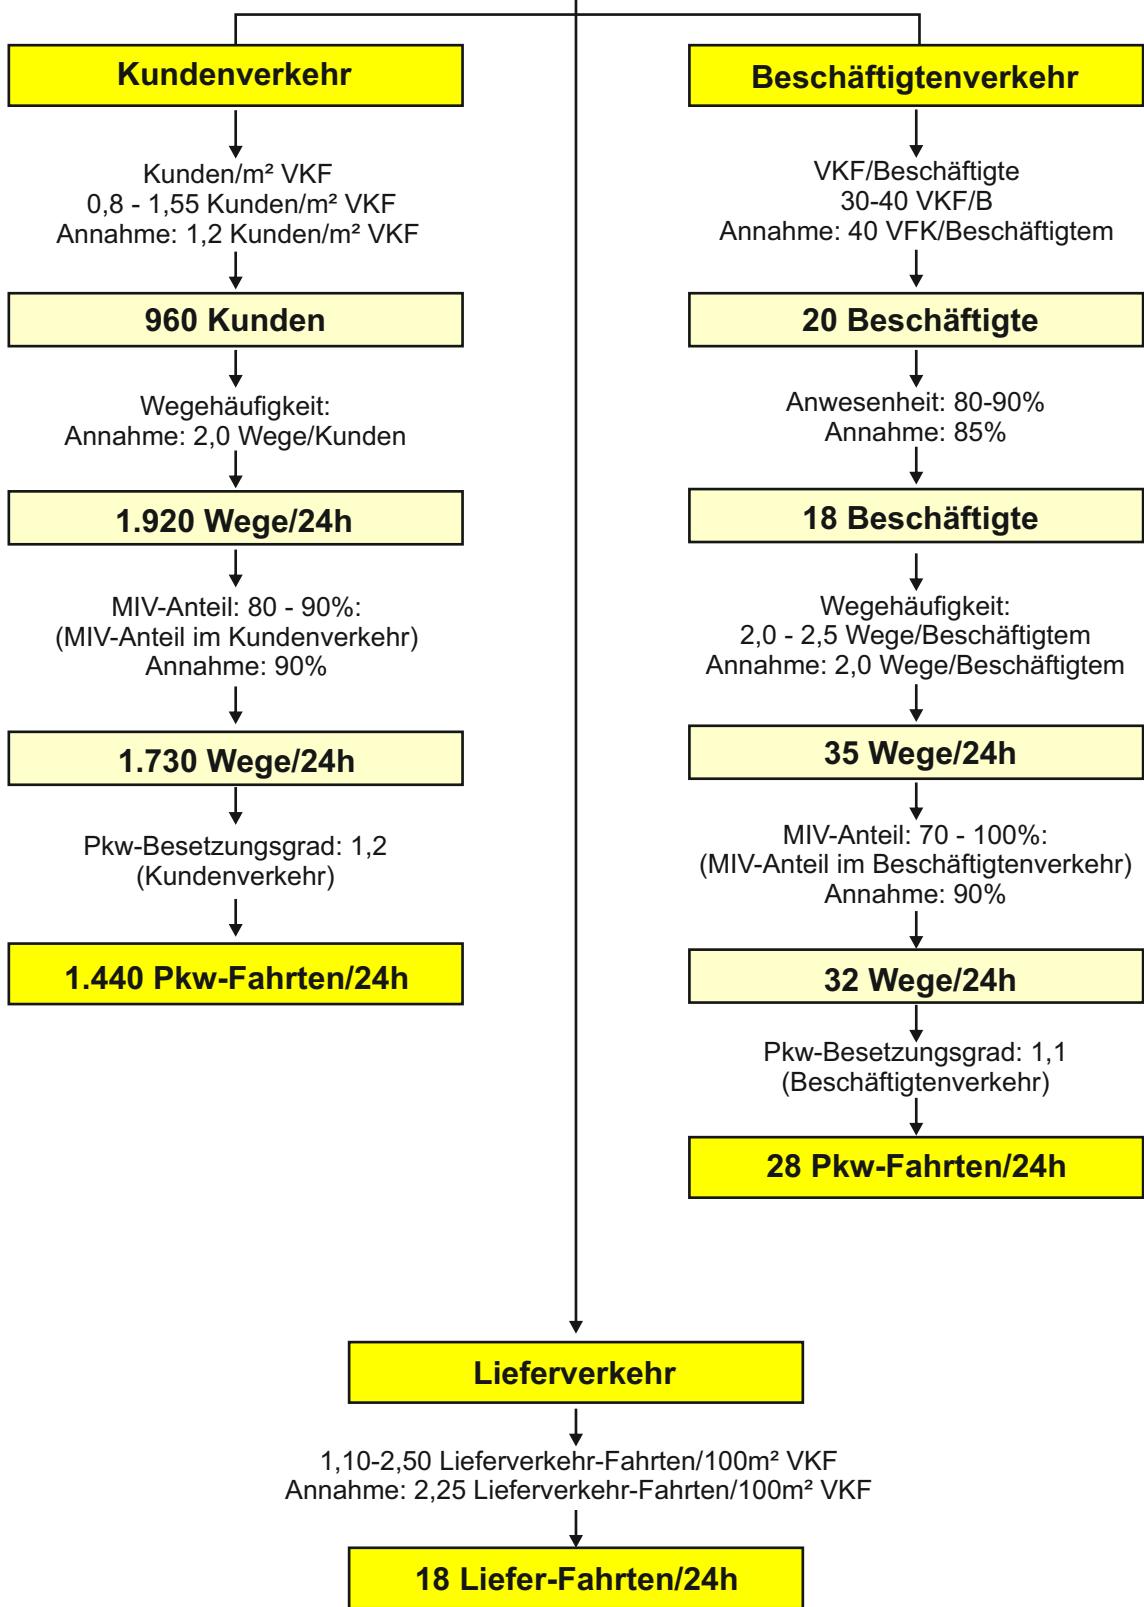 Kundenverkehr
Kunden/m² VKF
0,8 - 1,55 Kunden/m² VKF
Annahme: 1,2 Kunden/m² VKF
960 Kunden
Wegehäufigkeit:
Annahme: 2,0 Wege/Kunden
1.920 Wege/24h
MIV-Anteil: 80 - 90%:
(MIV-Anteil im Kundenverkehr)
Annahme: 90%
1.730 Wege/24h
Pkw-Besetzungsgrad: 1,2
(Kundenverkehr)
1.440 Pkw-Fahrten/24h
Beschäftigtenverkehr
VKF/Beschäftigte
30-40 VKF/B
Annahme: 40 VFK/Beschäftigtem
20 Beschäftigte
Anwesenheit: 80-90%
Annahme: 85%
18 Beschäftigte
Wegehäufigkeit:
2,0 - 2,5 Wege/Beschäftigtem
Annahme: 2,0 Wege/Beschäftigtem
35 Wege/24h
MIV-Anteil: 70 - 100%:
(MIV-Anteil im Beschäftigtenverkehr)
Annahme: 90%
32 Wege/24h
Pkw-Besetzungsgrad: 1,1
(Beschäftigtenverkehr)
28 Pkw-Fahrten/24h
Lieferverkehr
1,10-2,50 Lieferverkehr-Fahrten/100m² VKF
Annahme: 2,25 Lieferverkehr-Fahrten/100m² VKF
18 Liefer-Fahrten/24h